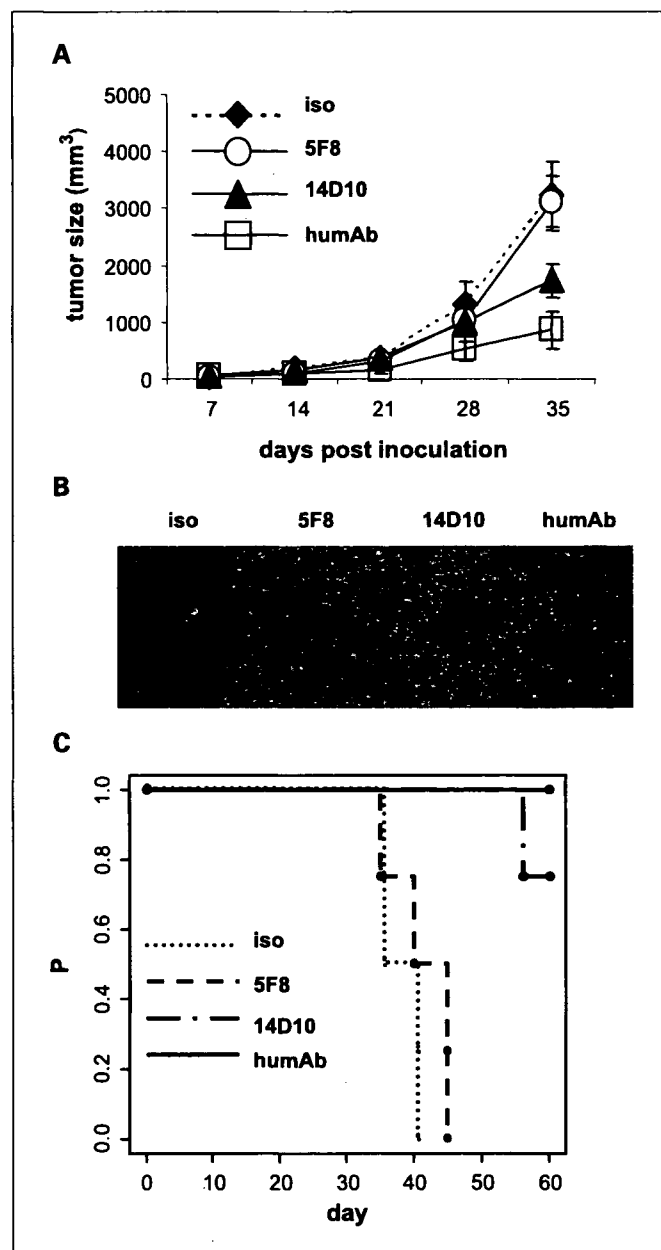 A
tumor size (mm³)
5000
4000
3000
2000
1000
0
iso
5F8
14D10
humAb
7 14 21 28 35
days post inoculation
B
iso 5F8 14D10 humAb
C
P
1.0
0.8
0.6
0.4
0.2
0.0
iso
5F8
14D10
humAb
0 10 20 30 40 50 60
day